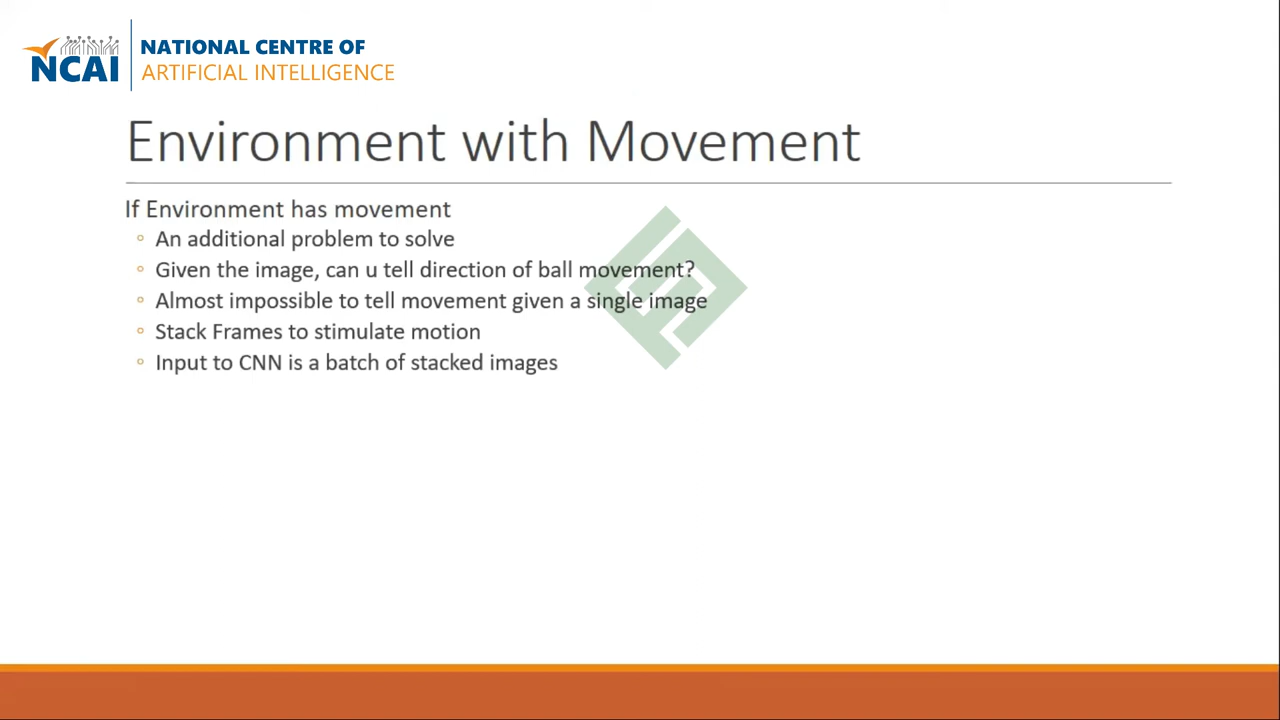 NCAI
NATIONAL CENTRE OF
ARTIFICIAL INTELLIGENCE
Environment with Movement
If Environment has movement
An additional problem to solve
Given the image, can u tell direction of ball movement?
Almost impossible to tell movement given a single image
Stack Frames to stimulate motion
Input to CNN is a batch of stacked images